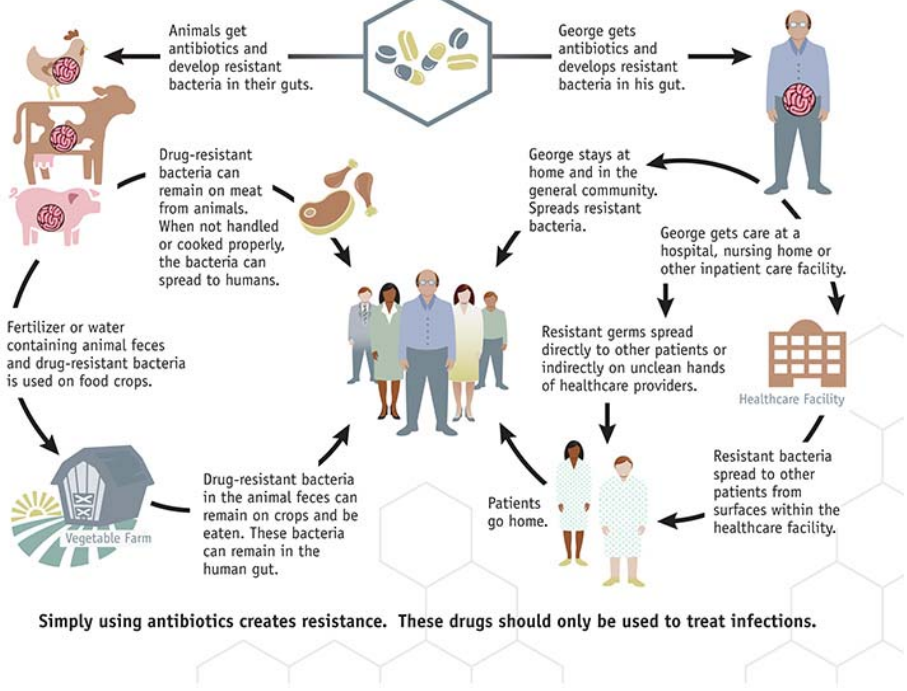 Animals get
antibiotics and
develop resistant
bacteria in their guts.
George gets
antibiotics and
develops resistant
bacteria in his gut.
Drug-resistant
bacteria can
remain on meat
from animals.
When not handled
or cooked properly,
the bacteria can
spread to humans.
George stays at
home and in the
general community.
Spreads resistant
bacteria.
George gets care at a
hospital, nursing home or
other inpatient care facility.
Fertilizer or water
containing animal feces
and drug-resistant bacteria
is used on food crops.
Resistant germs spread
directly to other patients or
indirectly on unclean hands
of healthcare providers.
Healthcare Facility
Vegetable Farm
Drug-resistant bacteria
in the animal feces can
remain on crops and be
eaten. These bacteria
can remain in the
human gut.
Patients
go home.
Resistant bacteria
spread to other
patients from
surfaces within the
healthcare facility.
Simply using antibiotics creates resistance. These drugs should only be used to treat infections.